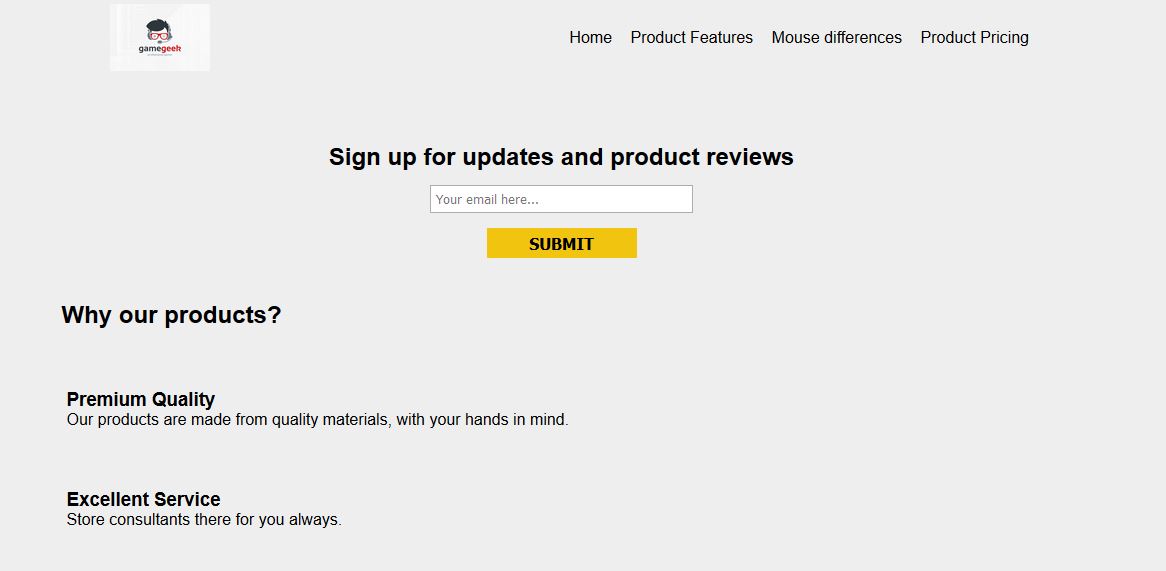 gamegeek
Home Product Features Mouse differences Product Pricing
Sign up for updates and product reviews
Your email here...
SUBMIT
Why our products?
Premium Quality
Our products are made from quality materials, with your hands in mind.
Excellent Service
Store consultants there for you always.